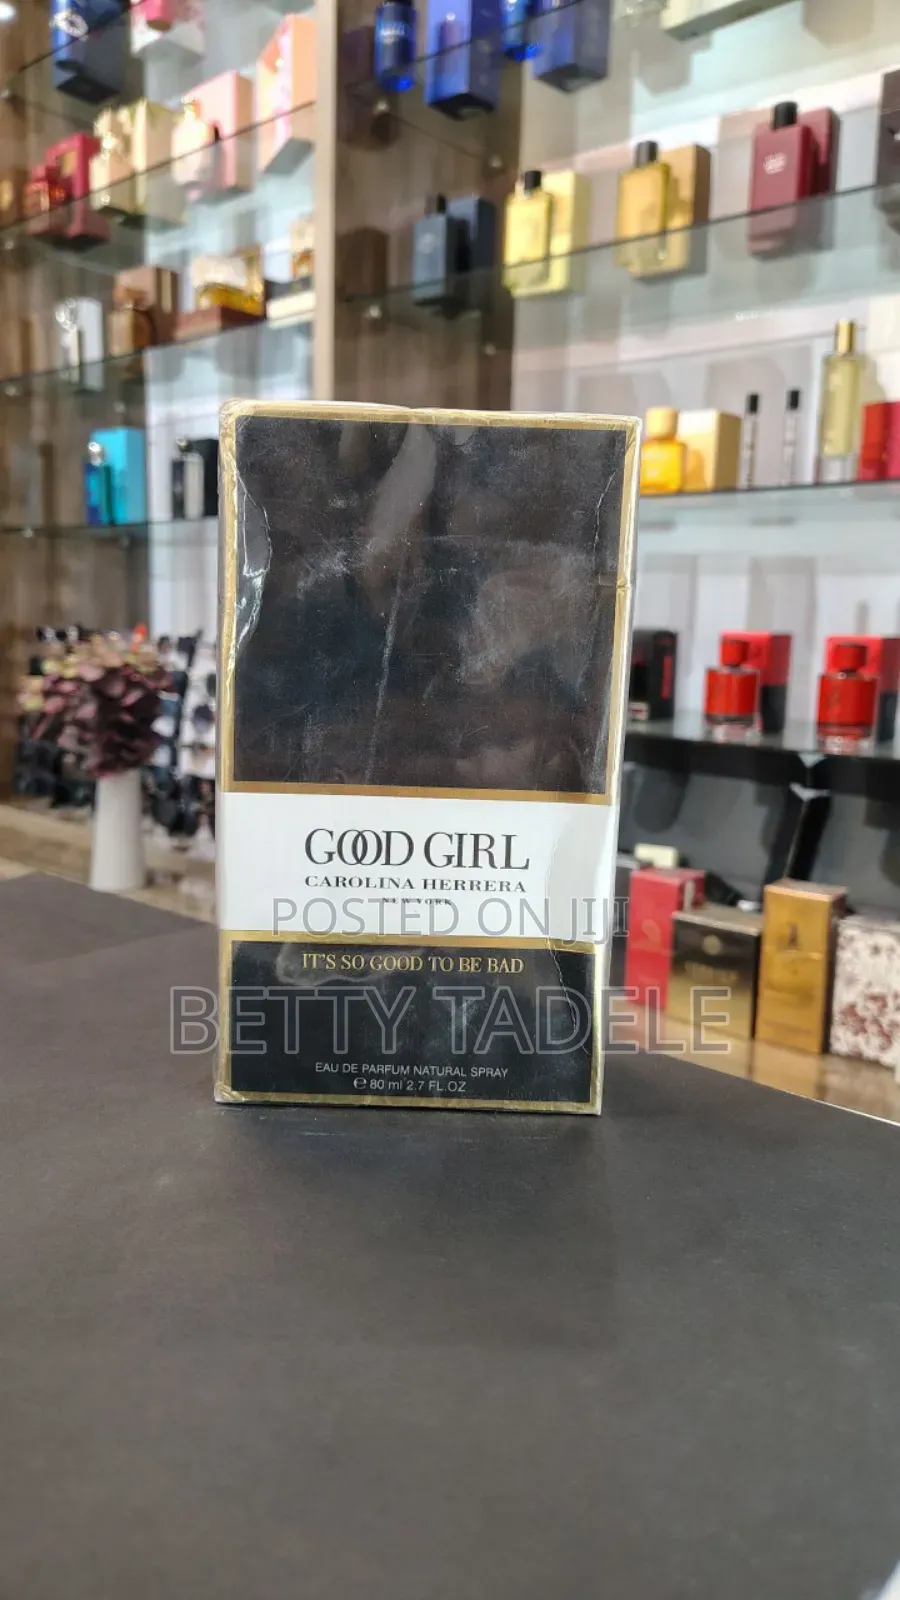 GOOD GIRL
CAROLINA HERRERA
NEW YORK
POSTED ON JIJI
IT'S SO GOOD TO BE BAD
BETTY TADELE
EAU DE PARFUM NATURAL SPRAY
℮ 80 ml 2.7 FL.OZ